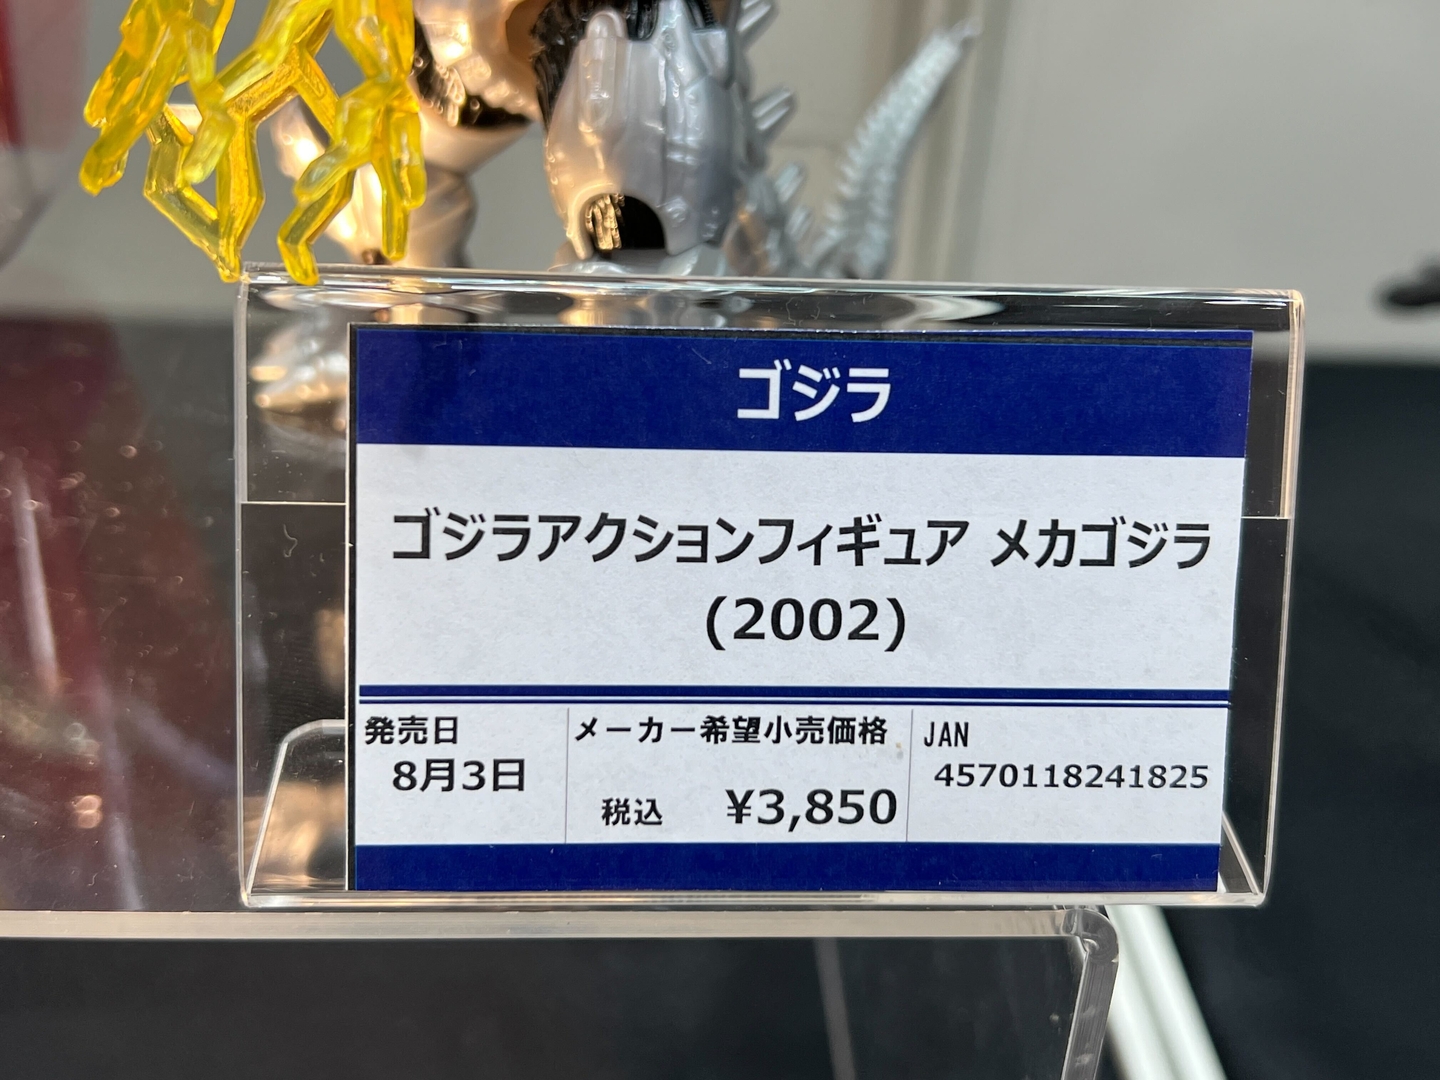 ゴジラ
ゴジラアクションフィギュア メカゴジラ
(2002)
発売日
8月3日
メーカー希望小売価格
税込 ¥3,850
JAN
4570118241825